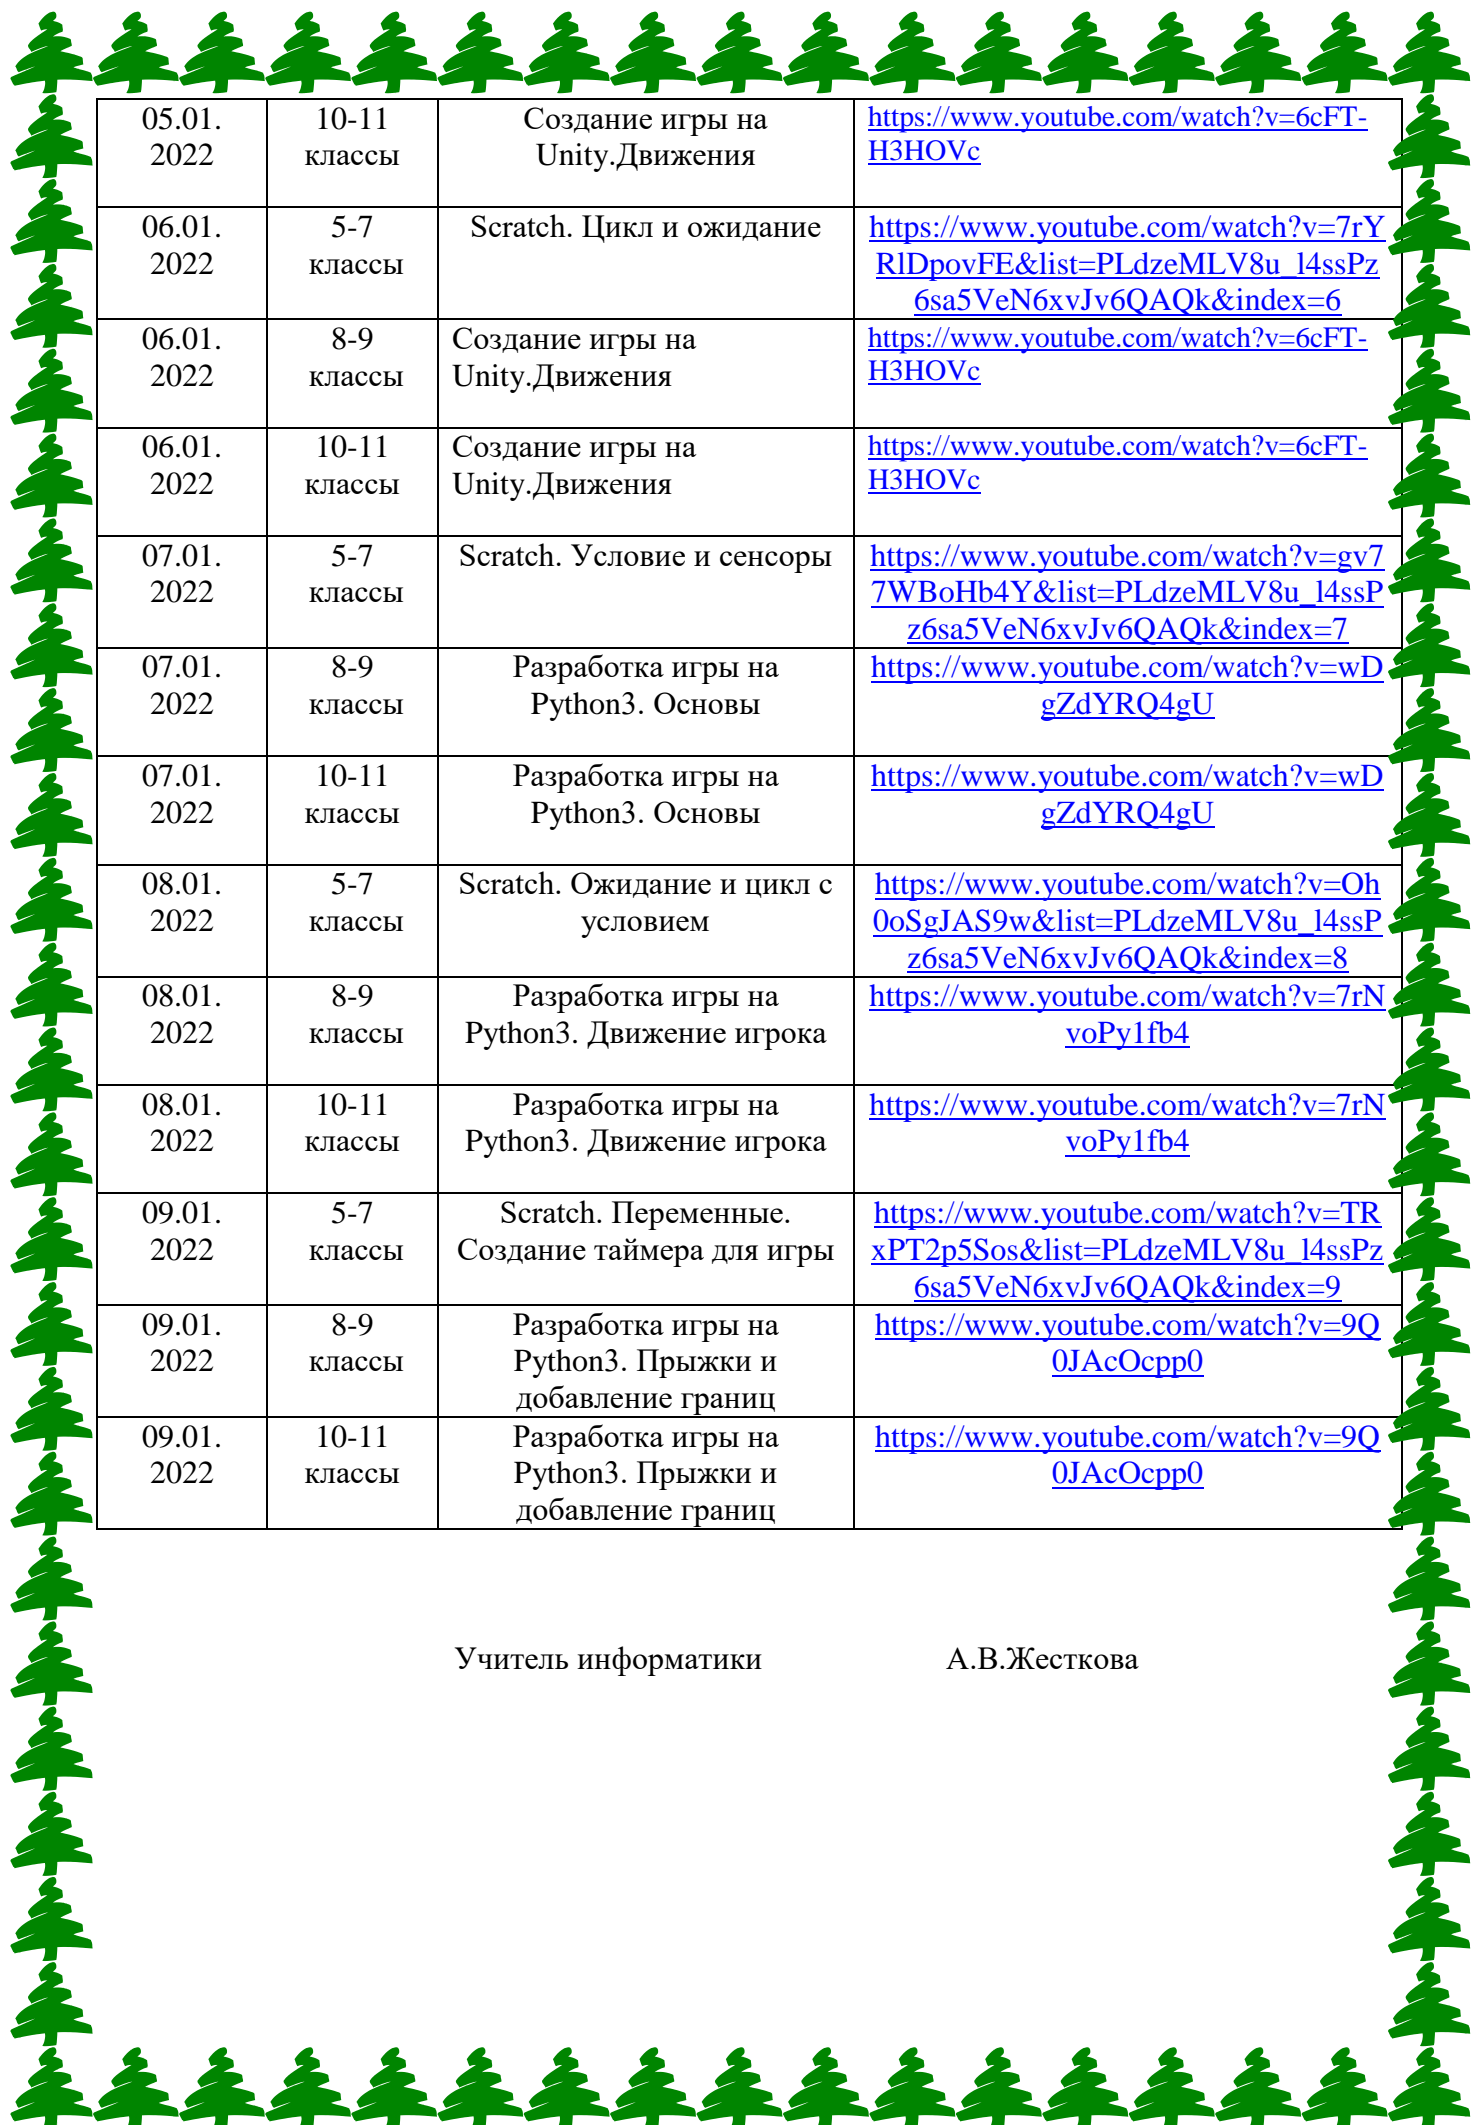 05.01. 10-11 Создание игры на https://www.youtube.com/watch?v=6cFT-
2022 классы Unity.Движения H3HOVc
06.01. 5-7 Scratch. Цикл и ожидание https://www.youtube.com/watch?v=7rY
2022 классы RlDpovFE&list=PLdzeMLV8u_l4ssPz
6sa5VeN6xvJv6QAQk&index=6
06.01. 8-9 Создание игры на https://www.youtube.com/watch?v=6cFT-
2022 классы Unity.Движения H3HOVc
06.01. 10-11 Создание игры на https://www.youtube.com/watch?v=6cFT-
2022 классы Unity.Движения H3HOVc
07.01. 5-7 Scratch. Условие и сенсоры https://www.youtube.com/watch?v=gv7
2022 классы 7WBoHb4Y&list=PLdzeMLV8u_l4ssP
z6sa5VeN6xvJv6QAQk&index=7
07.01. 8-9 Разработка игры на https://www.youtube.com/watch?v=wD
2022 классы Python3. Основы gZdYRQ4gU
07.01. 10-11 Разработка игры на https://www.youtube.com/watch?v=wD
2022 классы Python3. Основы gZdYRQ4gU
08.01. 5-7 Scratch. Ожидание и цикл с https://www.youtube.com/watch?v=Oh
2022 классы условием 0oSgJAS9w&list=PLdzeMLV8u_l4ssP
z6sa5VeN6xvJv6QAQk&index=8
08.01. 8-9 Разработка игры на https://www.youtube.com/watch?v=7rN
2022 классы Python3. Движение игрока voPy1fb4
08.01. 10-11 Разработка игры на https://www.youtube.com/watch?v=7rN
2022 классы Python3. Движение игрока voPy1fb4
09.01. 5-7 Scratch. Переменные. https://www.youtube.com/watch?v=TR
2022 классы Создание таймера для игры xPT2p5Sos&list=PLdzeMLV8u_l4ssPz
6sa5VeN6xvJv6QAQk&index=9
09.01. 8-9 Разработка игры на https://www.youtube.com/watch?v=9Q
2022 классы Python3. Прыжки и 0JAcOcpp0
добавление границ
09.01. 10-11 Разработка игры на https://www.youtube.com/watch?v=9Q
2022 классы Python3. Прыжки и 0JAcOcpp0
добавление границ
Учитель информатики А.В.Жесткова